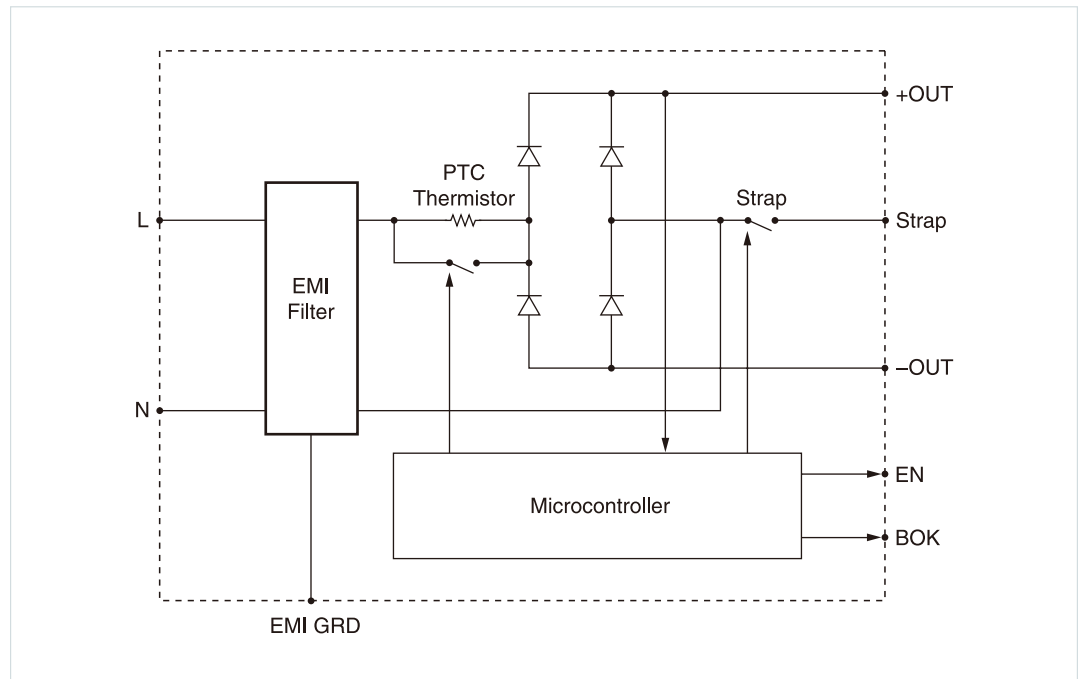 +OUT
PTC
Thermistor
Strap
L
Strap
EMI
Filter
–OUT
N
EN
Microcontroller
BOK
EMI GRD